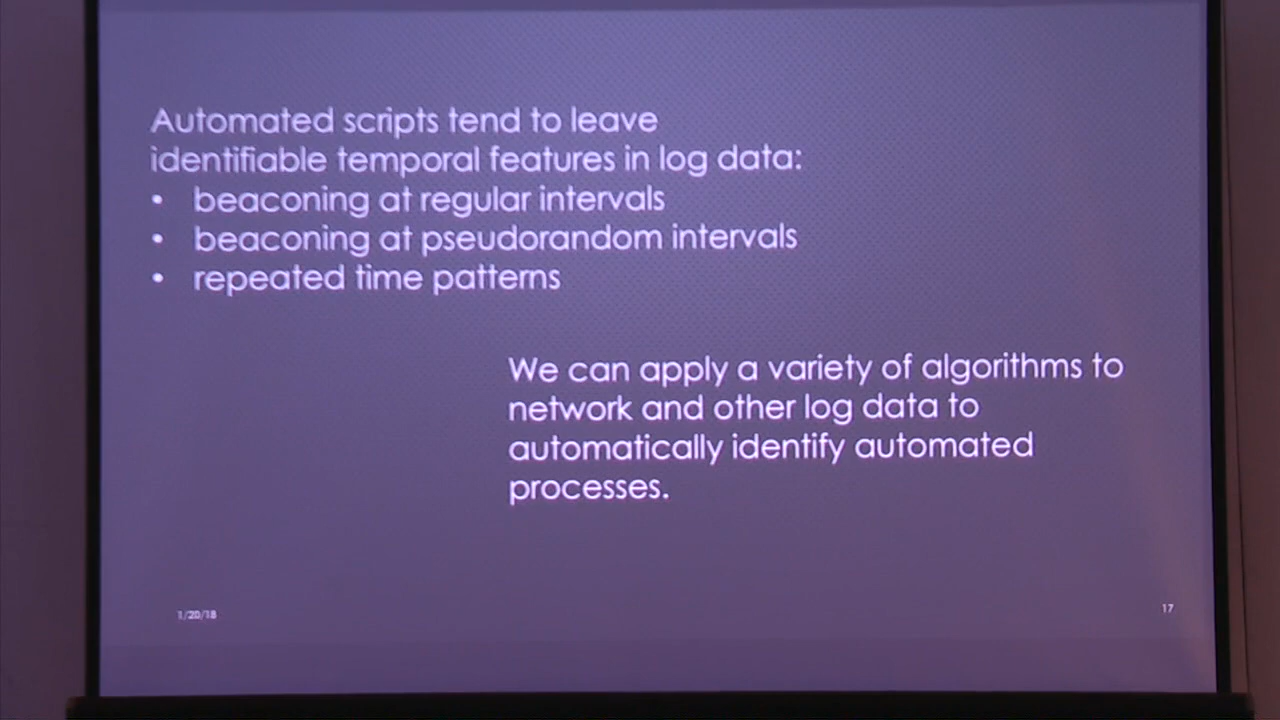 Automated scripts tend to leave
identifiable temporal features in log data:
• beaconing at regular intervals
• beaconing at pseudorandom intervals
• repeated time patterns
We can apply a variety of algorithms to
network and other log data to
automatically identify automated
processes.
1/20/18
17